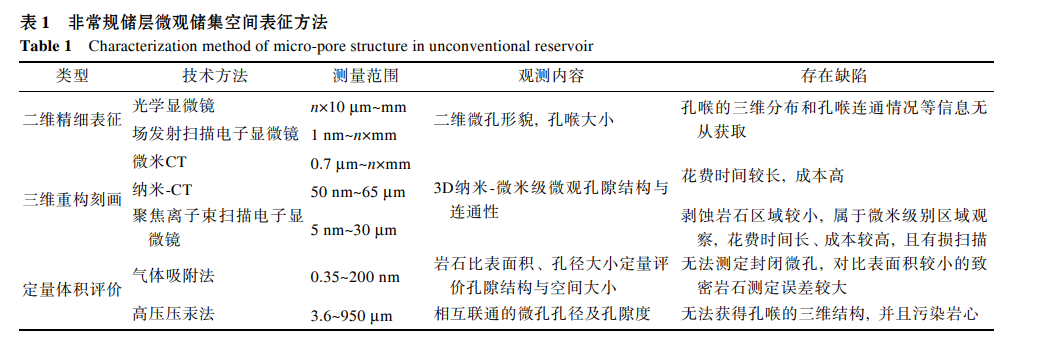 表 1 非常规储层微观储集空间表征方法
Table 1 Characterization method of micro-pore structure in unconventional reservoir
类型 技术方法 测量范围 观测内容 存在缺陷
二维精细表征
光学显微镜 n×10 μm~mm
场发射扫描电子显微镜 1 nm~n×mm
二维微孔形貌, 孔喉大小
孔喉的三维分布和孔喉连通情况等信息无
从获取
三维重构刻画
微米CT 0.7 μm~n×mm
纳米-CT 50 nm~65 μm
聚焦离子束扫描电子显
微镜
5 nm~30 μm
3D纳米-微米级微观孔隙结构与
连通性
花费时间较长, 成本高
剥蚀岩石区域较小, 属于微米级别区域观
察, 花费时间长、成本较高, 且有损扫描
定量体积评价
气体吸附法 0.35~200 nm
岩石比表面积、孔径大小定量评
价孔隙结构与空间大小
无法测定封闭微孔, 对比表面积较小的致
密岩石测定误差较大
高压压汞法 3.6~950 μm 相互联通的微孔孔径及孔隙度 无法获得孔喉的三维结构, 并且污染岩心